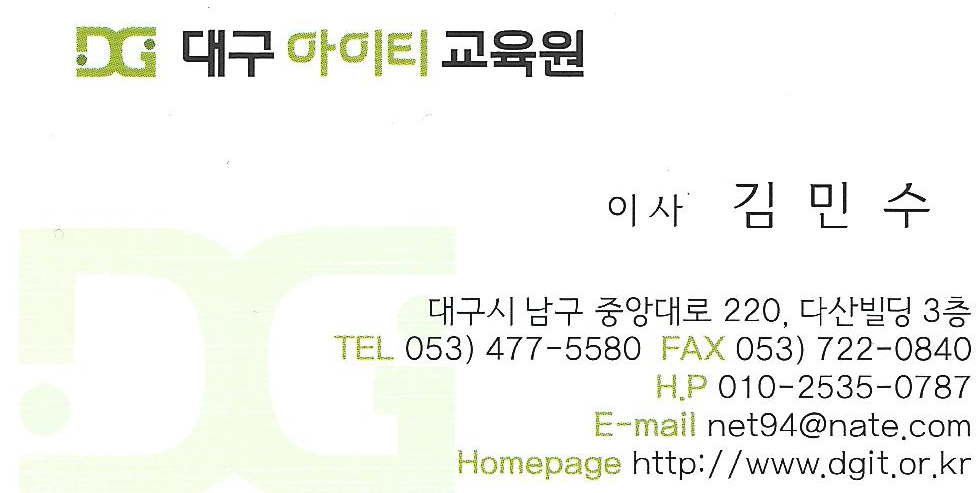 DG 대구 아이티 교육원
이사 김 민 수
대구시 남구 중앙대로 220, 다산빌딩 3층
TEL 053) 477-5580 FAX 053) 722-0840
H.P 010-2535-0787
E-mail net94@nate.com
Homepage http://www.dgit.or.kr
DG